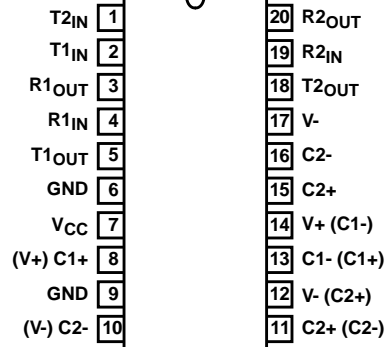 T2IN 1 20 R2OUT
T1IN 2 19 R2IN
R1OUT 3 18 T2OUT
R1IN 4 17 V-
T1OUT 5 16 C2-
GND 6 15 C2+
VCC 7 14 V+ (C1-)
(V+) C1+ 8 13 C1- (C1+)
GND 9 12 V- (C2+)
(V-) C2- 10 11 C2+ (C2-)